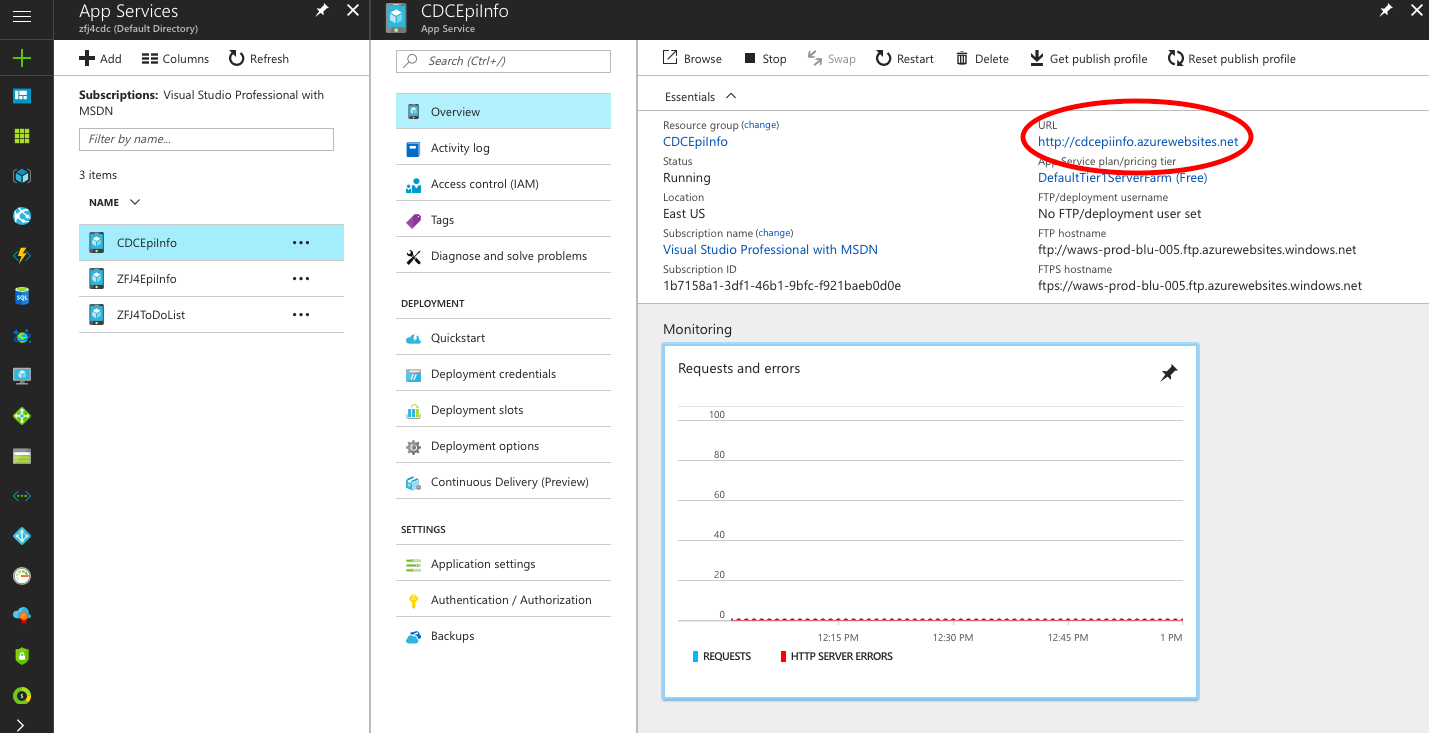 App Services
zfj4cdc (Default Directory)
Add
Columns
Refresh
Subscriptions: Visual Studio Professional with
MSDN
Filter by name...
3 items
NAME
CDCEpiInfo
ZFJ4EpiInfo
ZFJ4ToDoList
CDCEpiInfo
App Service
Search (Ctrl+/)
Overview
Activity log
Access control (IAM)
Tags
Diagnose and solve problems
DEPLOYMENT
Quickstart
Deployment credentials
Deployment slots
Deployment options
Continuous Delivery (Preview)
SETTINGS
Application settings
Authentication / Authorization
Backups
Browse
Stop
Swap
Restart
Delete
Get publish profile
Reset publish profile
Essentials
Resource group (change)
CDCEpiInfo
Status
Running
Location
East US
Subscription name (change)
Visual Studio Professional with MSDN
Subscription ID
1b7158a1-3df1-46b1-9bfc-f921baeb0d0e
URL
http://cdcepiinfo.azurewebsites.net
App Service plan/pricing tier
DefaultTier1ServerFarm (Free)
FTP/deployment username
No FTP/deployment user set
FTP hostname
ftp://waws-prod-blu-005.ftp.azurewebsites.windows.net
FTPS hostname
ftps://waws-prod-blu-005.ftp.azurewebsites.windows.net
Monitoring
Requests and errors
100
80
60
40
20
0
12:15 PM
12:30 PM
12:45 PM
1 PM
REQUESTS
HTTP SERVER ERRORS
SQL